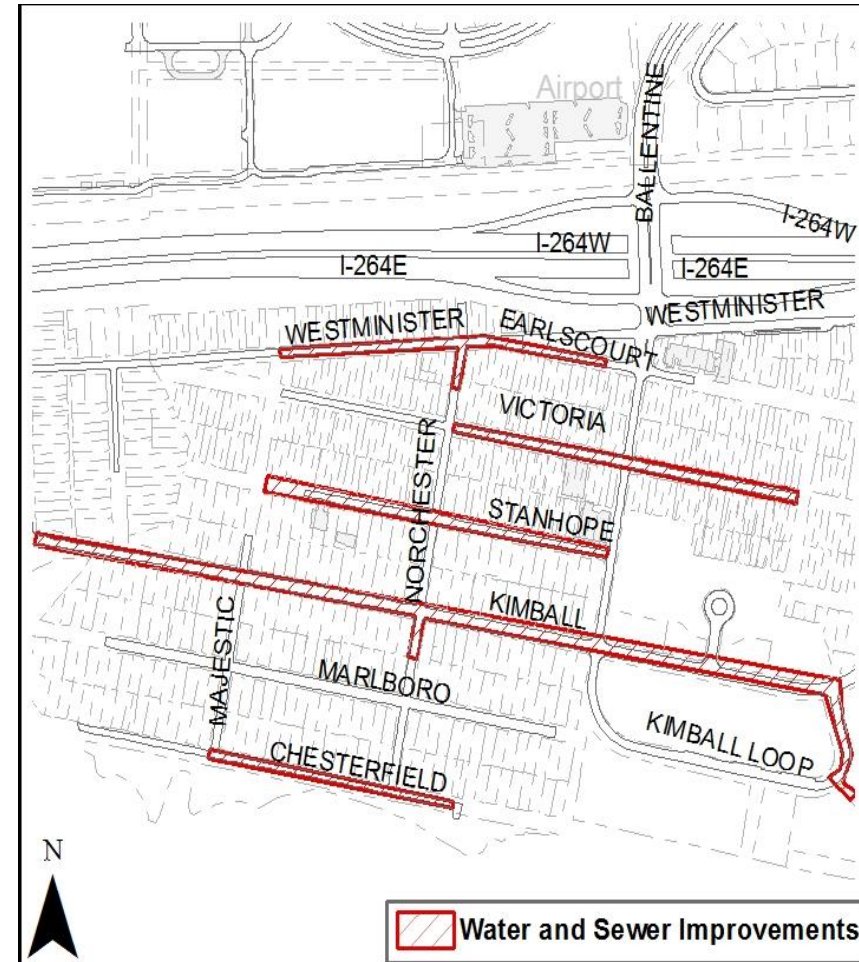 Airport
BALLENTINE
I-264W
I-264W
I-264E
I-264E
WESTMINISTER
WESTMINISTER
EARLSCOURT
VICTORIA
NORCHESTER
STANHOPE
KIMBALL
MAJESTIC
MARLBORO
KIMBALL LOOP
CHESTERFIELD
N
Water and Sewer Improvements